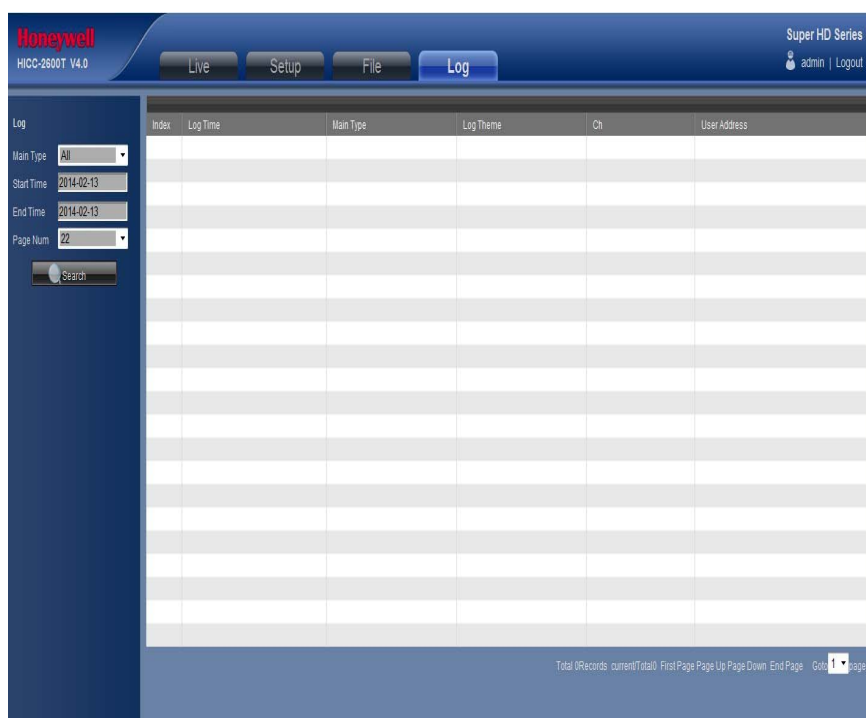 Honeywell
HICC-2600T V4.0
Live
Setup
File
Log
Super HD Series
admin | Logout
Log
Main Type All
Start Time 2014-02-13
End Time 2014-02-13
Page Num 22
Search
Index Log Time Main Type Log Theme Ch User Address
Total 0Records current/Total0 First Page Page Up Page Down End Page Goto 1 page